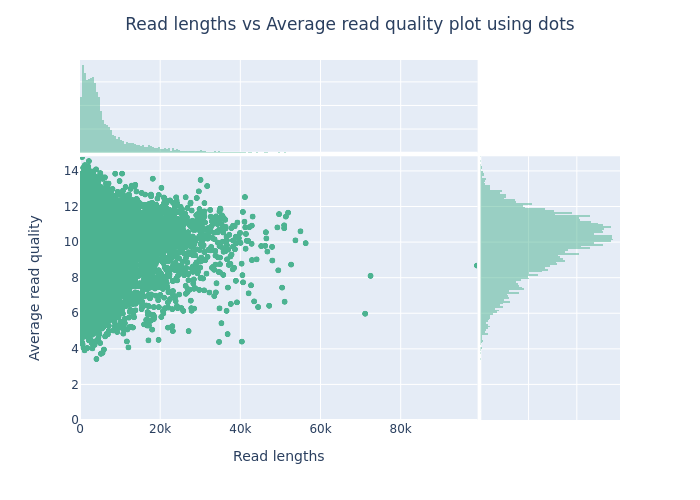 Read lengths vs Average read quality plot using dots
14
12
10
8
6
4
2
0
0
20k
40k
60k
80k
Average read quality
Read lengths